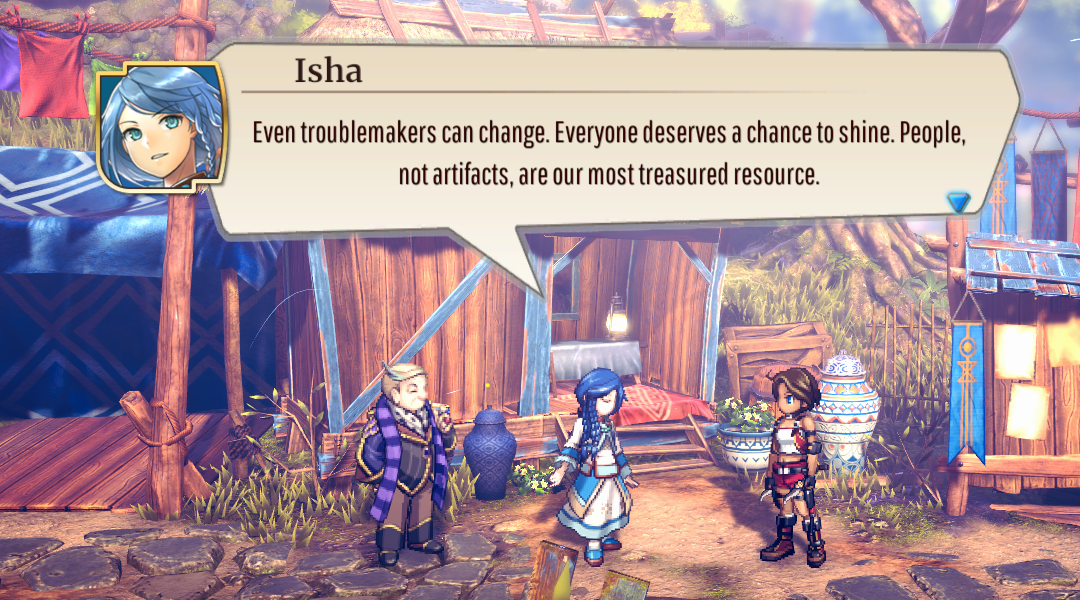 Isha
Even troublemakers can change. Everyone deserves a chance to shine. People,
not artifacts, are our most treasured resource.